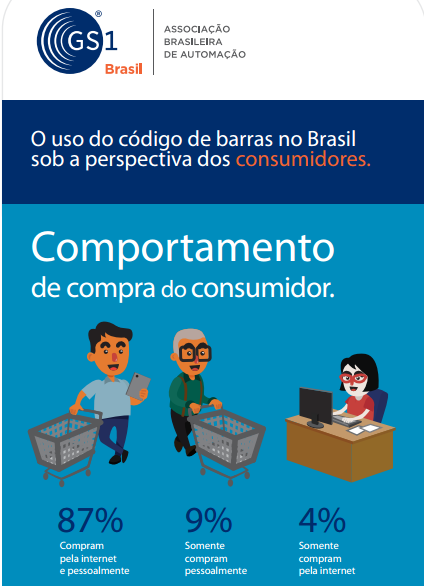 GS1
®
Brasil
ASSOCIAÇÃO
BRASILEIRA
DE AUTOMAÇÃO
O uso do código de barras no Brasil
sob a perspectiva dos consumidores.
Comportamento
de compra do consumidor.
87%
Compram
pela internet
e pessoalmente
9%
Somente
compram
pessoalmente
4%
Somente
compram
pela internet